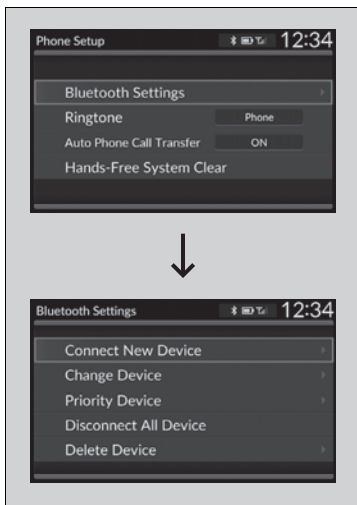 Phone Setup 12:34
Bluetooth Settings
Ringtone Phone
Auto Phone Call Transfer ON
Hands-Free System Clear
Bluetooth Settings 12:34
Connect New Device
Change Device
Priority Device
Disconnect All Device
Delete Device